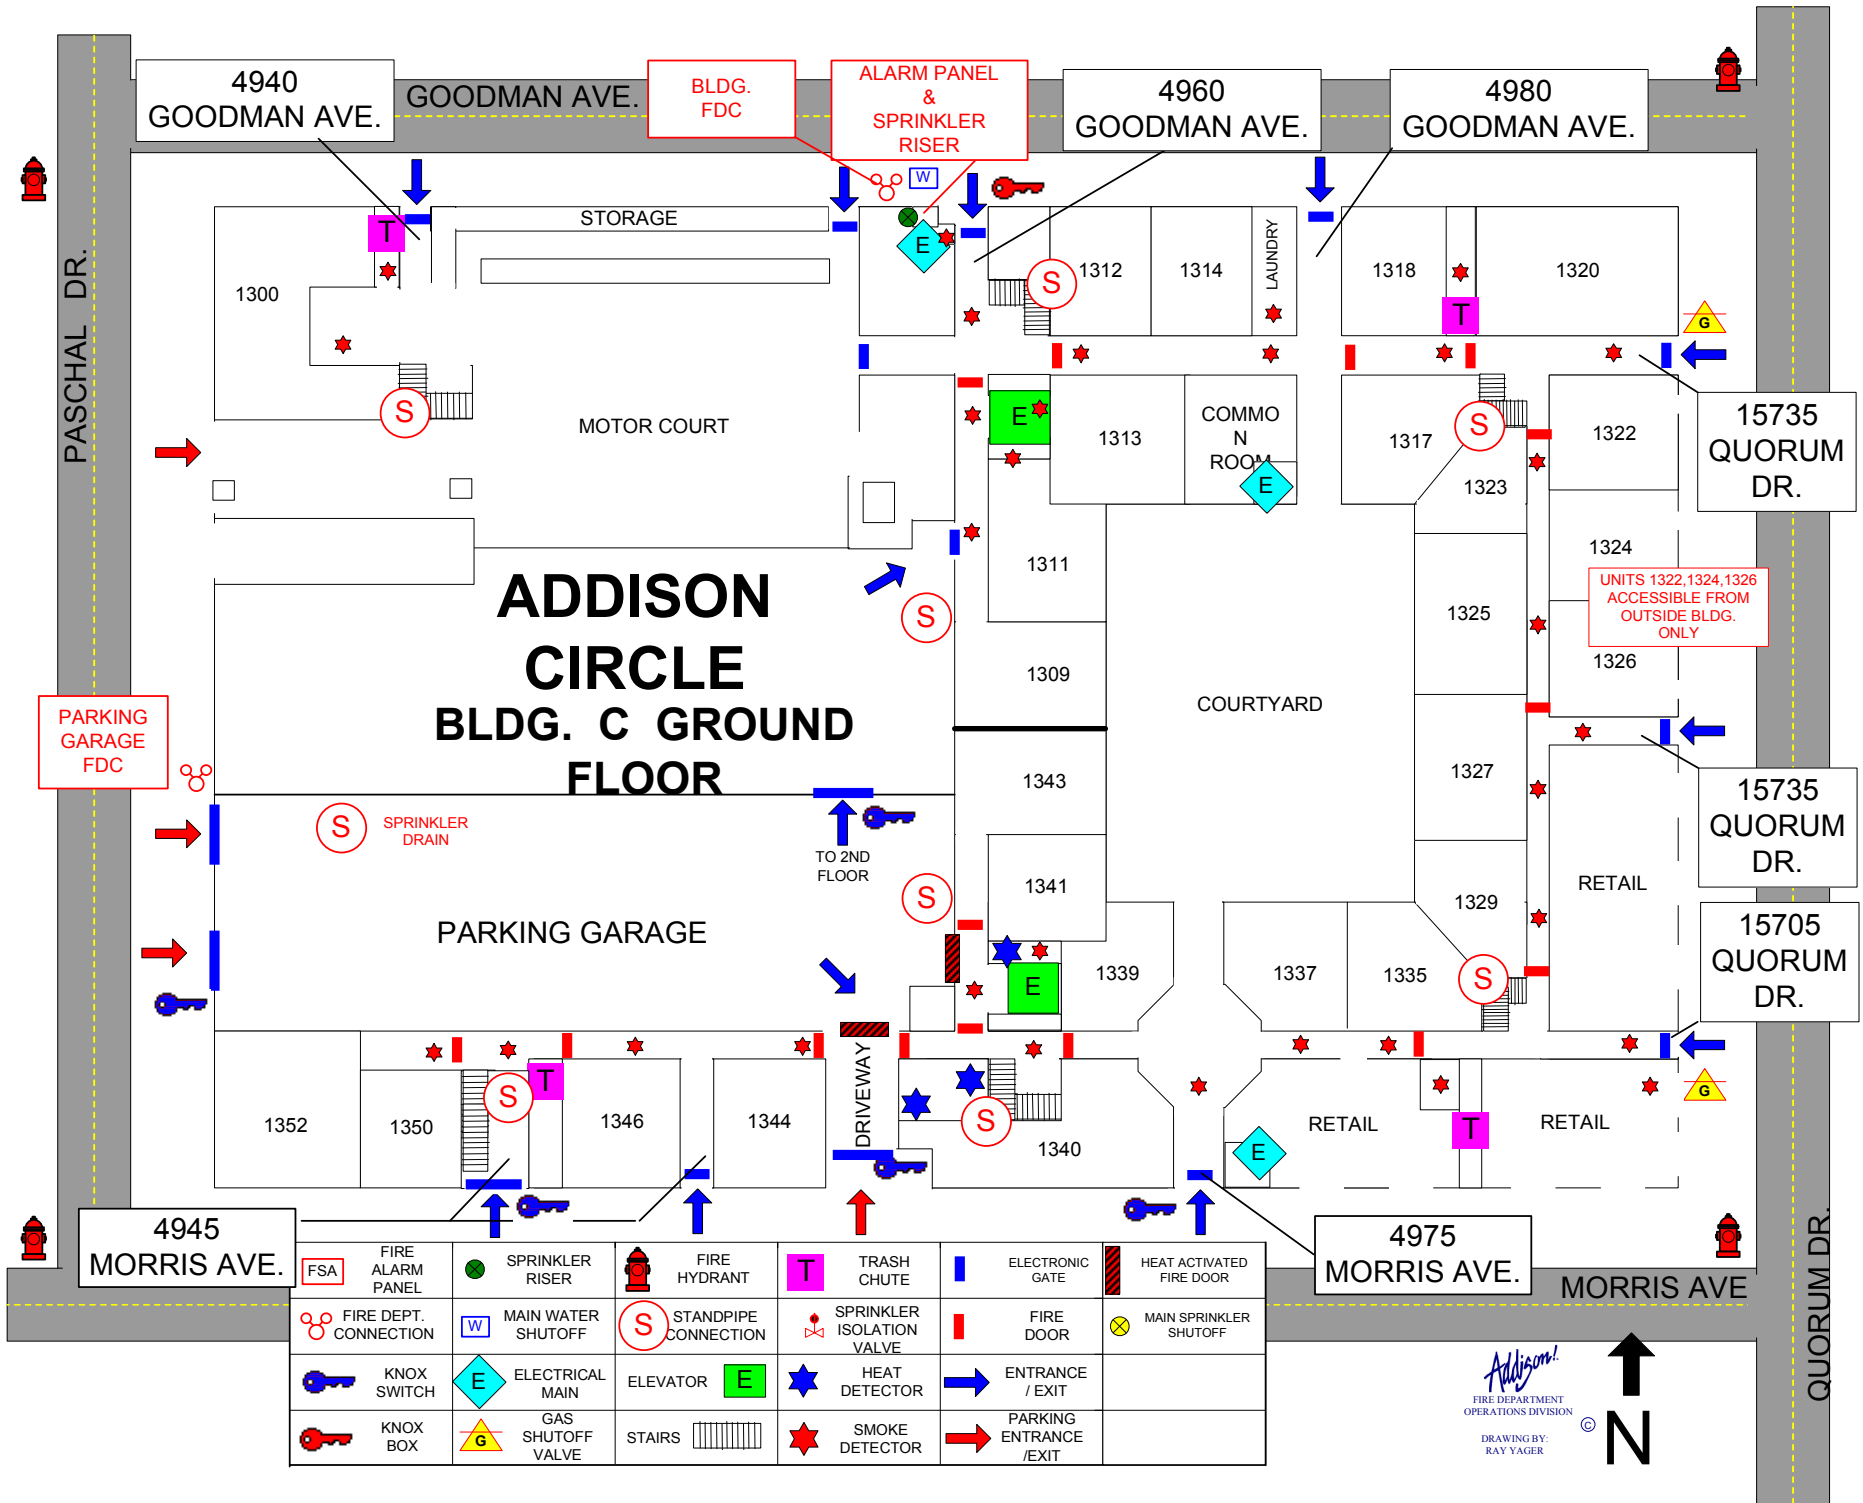 4940
GOODMAN AVE.
GOODMAN AVE.
BLDG.
FDC
ALARM PANEL
&
SPRINKLER
RISER
4960
GOODMAN AVE.
4980
GOODMAN AVE.
W
STORAGE
T
E
1300
S
1312
1314
LAUNDRY
1318
1320
T
G
PASCHAL DR.
S
MOTOR COURT
E
1313
COMMO
N
ROOM
E
1317
S
1322
1323
15735
QUORUM
DR.
1311
1324
UNITS 1322,1324,1326
ACCESSIBLE FROM
OUTSIDE BLDG.
ONLY
1326
1325
ADDISON
CIRCLE
BLDG. C GROUND
FLOOR
S
1309
COURTYARD
PARKING
GARAGE
FDC
1343
1327
15735
QUORUM
DR.
S
SPRINKLER
DRAIN
TO 2ND
FLOOR
1341
S
1329
RETAIL
PARKING GARAGE
15705
QUORUM
DR.
E
1339
1337
1335
S
DRIVEWAY
S
T
G
1352
1350
1346
1344
S
1340
E
RETAIL
T
RETAIL
4945
MORRIS AVE.
4975
MORRIS AVE.
MORRIS AVE
QUORUM DR.
FSA
FIRE
ALARM
PANEL
SPRINKLER
RISER
FIRE
HYDRANT
T
TRASH
CHUTE
ELECTRONIC
GATE
HEAT ACTIVATED
FIRE DOOR
FIRE DEPT.
CONNECTION
W
MAIN WATER
SHUTOFF
S
STANDPIPE
CONNECTION
SPRINKLER
ISOLATION
VALVE
FIRE
DOOR
MAIN SPRINKLER
SHUTOFF
KNOX
SWITCH
E
ELECTRICAL
MAIN
ELEVATOR
E
HEAT
DETECTOR
ENTRANCE
/ EXIT
KNOX
BOX
G
GAS
SHUTOFF
VALVE
STAIRS
SMOKE
DETECTOR
PARKING
ENTRANCE
/EXIT
Addison!
FIRE DEPARTMENT
OPERATIONS DIVISION
©
DRAWING BY:
RAY YAGER
N